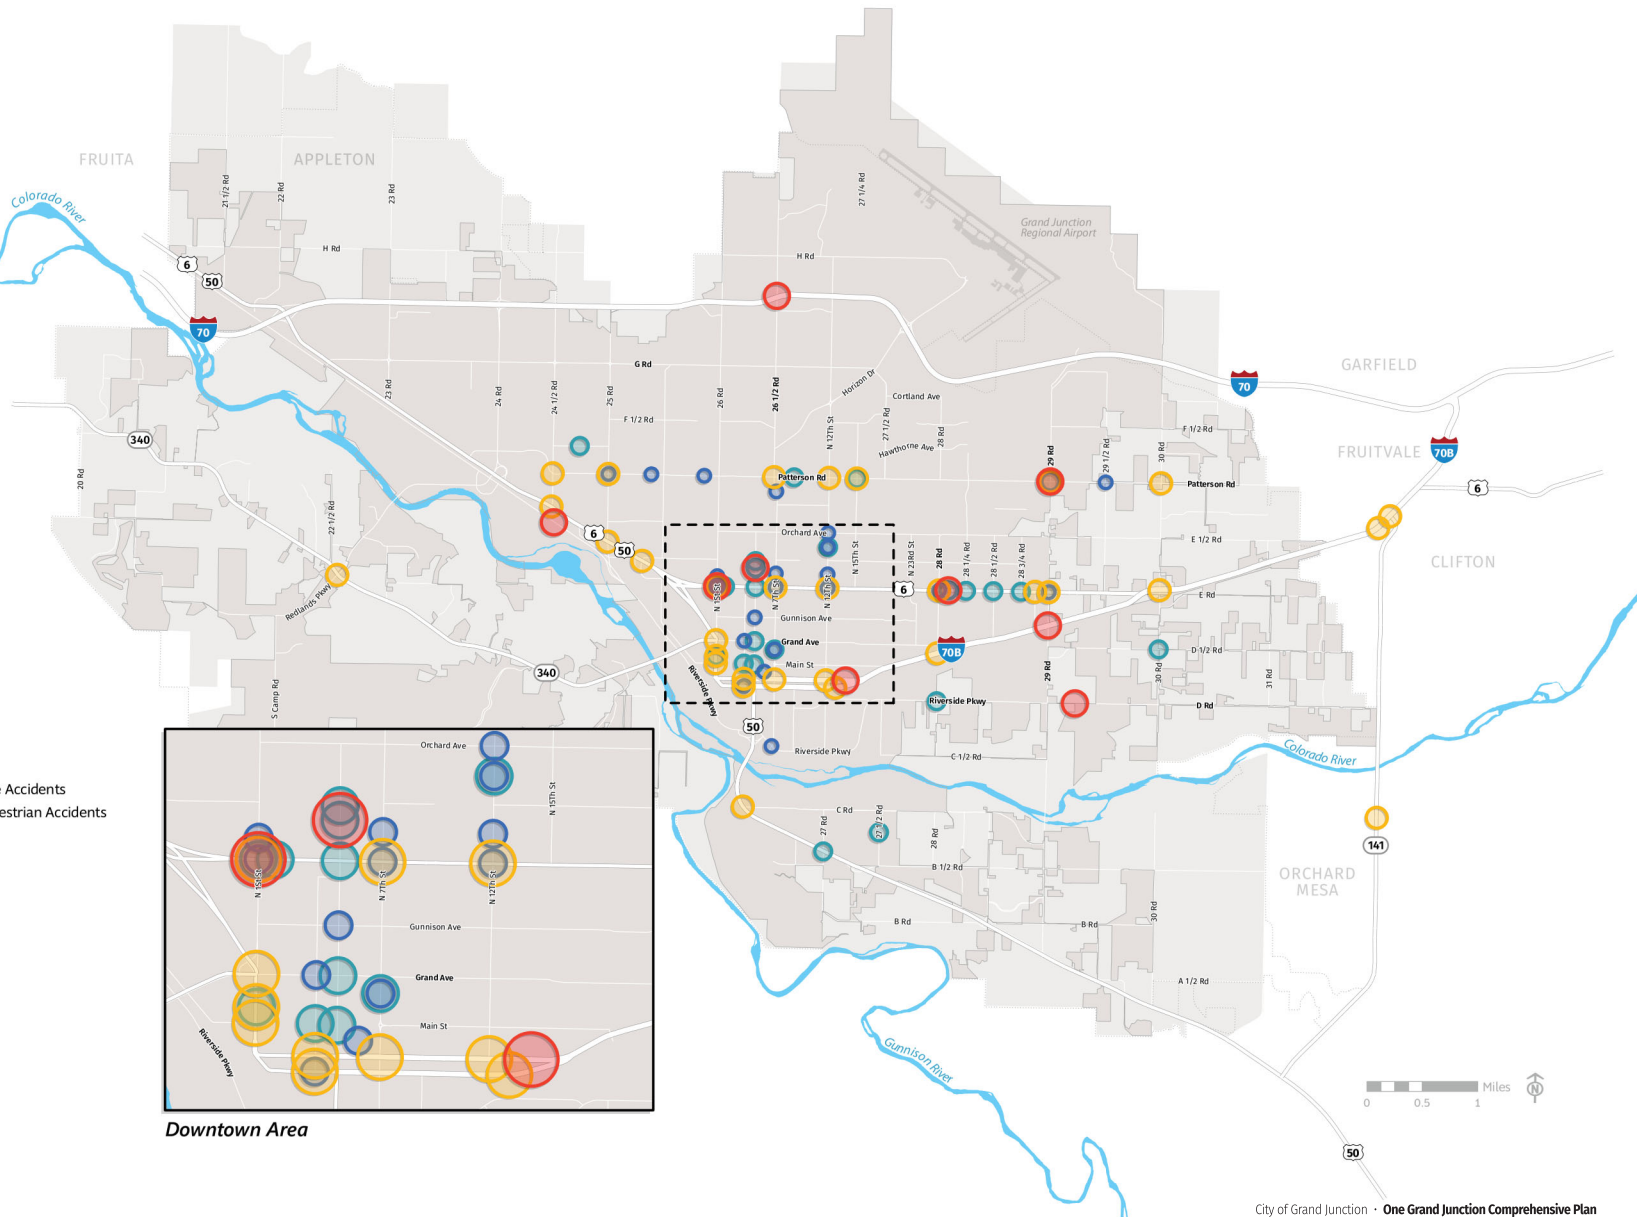 FRUITA
APPLETON
Colorado River
21 1/2 Rd
22 Rd
23 Rd
27 1/4 Rd
Grand Junction
Regional Airport
H Rd
H Rd
6
50
70
G Rd
GARFIELD
70
23 Rd
24 Rd
24 1/2 Rd
25 Rd
26 Rd
26 1/2 Rd
Horizon Dr
Cortland Ave
F 1/2 Rd
N 12Th St
27 1/2 Rd
28 Rd
Hawthorne Ave
F 1/2 Rd
340
FRUITVALE
70B
29 Rd
29 1/2 Rd
30 Rd
20 Rd
Patterson Rd
Patterson Rd
6
22 1/2 Rd
6
50
Orchard Ave
N 15Th St
N 23Rd St
28 Rd
28 1/4 Rd
28 1/2 Rd
28 3/4 Rd
E 1/2 Rd
CLIFTON
Redlands Pkwy
N 1St St
N 7Th St
N 12Th St
6
E Rd
Gunnison Ave
Grand Ave
70B
D 1/2 Rd
Main St
340
Riverside Pkwy
29 Rd
30 Rd
31 Rd
S Camp Rd
Riverside Pkwy
D Rd
50
Riverside Pkwy
C 1/2 Rd
Colorado River
Orchard Ave
N 15Th St
e Accidents
estrian Accidents
C Rd
27 Rd
27 1/2 Rd
28 Rd
141
B 1/2 Rd
ORCHARD
MESA
N 1St St
N 7Th St
N 12Th St
Gunnison Ave
B Rd
B Rd
30 Rd
Grand Ave
A 1/2 Rd
Main St
Riverside Pkwy
Gunnison River
Miles
N
0
0.5
1
Downtown Area
50
City of Grand Junction · One Grand Junction Comprehensive Plan